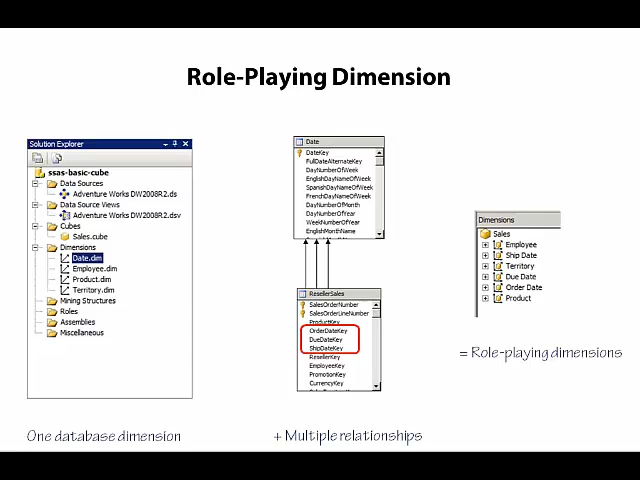 Role-Playing Dimension
Solution Explorer
ssas-basic-cube
Data Sources
Adventure Works DW2008R2.ds
Data Source Views
Adventure Works DW2008R2.dsv
Cubes
Sales.cube
Dimensions
Date.dim
Employee.dim
Product.dim
Territory.dim
Mining Structures
Roles
Assemblies
Miscellaneous
One database dimension
Date
DateKey
FullDateAlternateKey
DayNumberOfWeek
EnglishDayNameOfWeek
SpanishDayNameOfWeek
FrenchDayNameOfWeek
DayNumberOfMonth
DayNumberOfYear
WeekNumberOfYear
EnglishMonthName
ResellerSales
SalesOrderNumber
SalesOrderLineNumber
ProductKey
OrderDateKey
DueDateKey
ShipDateKey
ResellerKey
EmployeeKey
PromotionKey
CurrencyKey
+ Multiple relationships
Dimensions
Sales
Employee
Ship Date
Territory
Due Date
Order Date
Product
= Role-playing dimensions